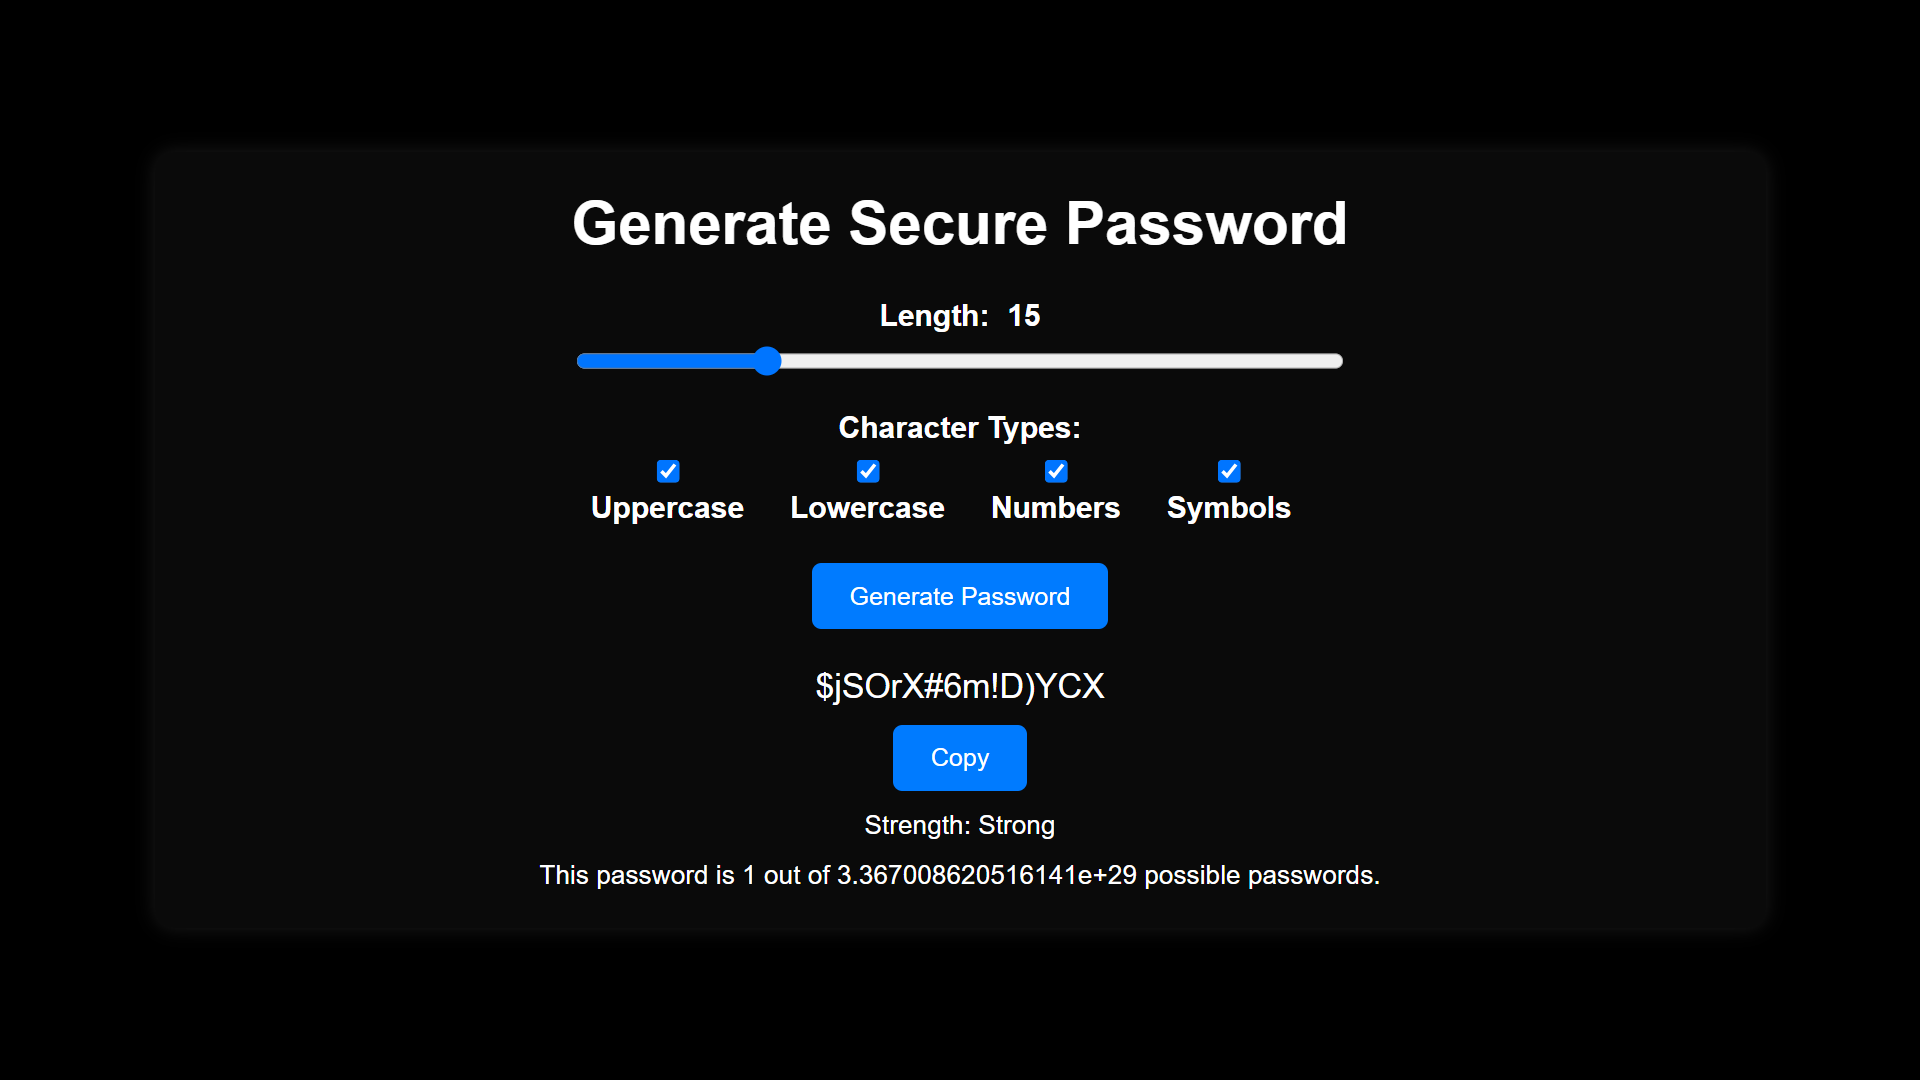 Generate Secure Password
Length: 15
Character Types:
Uppercase Lowercase Numbers Symbols
Generate Password
$jSOrX#6m!D)YCX
Copy
Strength: Strong
This password is 1 out of 3.367008620516141e+29 possible passwords.